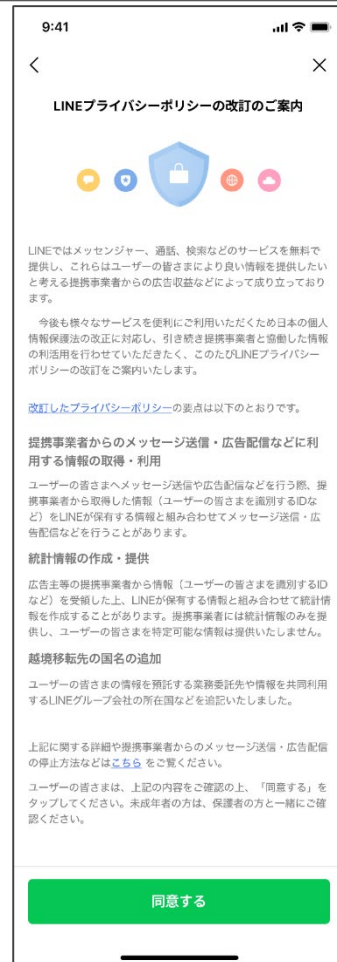 9:41
LINEプライバシーポリシーの改訂のご案内
LINEではメッセンジャー、通話、検索などのサービスを無料で
提供し、これらはユーザーの皆さまにより良い情報を提供したい
と考える提携事業者からの広告収益などによって成り立っており
ます。
今後も様々なサービスを便利にご利用いただくため日本の個人
情報保護法の改正に対応し、引き続き提携事業者と協働した情報
の利活用を行わせていただきたく、このたびLINEプライバシー
ポリシーの改訂をご案内いたします。
改訂したプライバシーポリシーの要点は以下のとおりです。
提携事業者からのメッセージ送信・広告配信などに利
用する情報の取得・利用
ユーザーの皆さまへメッセージ送信や広告配信などを行う際、提
携事業者から取得した情報（ユーザーの皆さまを識別するIDな
ど）をLINEが保有する情報と組み合わせてメッセージ送信・広
告配信などを行うことがあります。
統計情報の作成・提供
広告主等の提携事業者から情報（ユーザーの皆さまを識別するID
など）を受領した上、LINEが保有する情報と組み合わせて統計情
報を作成することがあります。提携事業者には統計情報のみを提
供し、ユーザーの皆さまを特定可能な情報は提供いたしません。
越境移転先の国名の追加
ユーザーの皆さまの情報を預託する業務委託先や情報を共同利用
するLINEグループ会社の所在国などを追記いたしました。
上記に関する詳細や提携事業者からのメッセージ送信・広告配信
の停止方法などはこちら をご覧ください。
ユーザーの皆さまは、上記の内容をご確認の上、「同意する」を
タップしてください。未成年者の方は、保護者の方と一緒にご確
認ください。
同意する